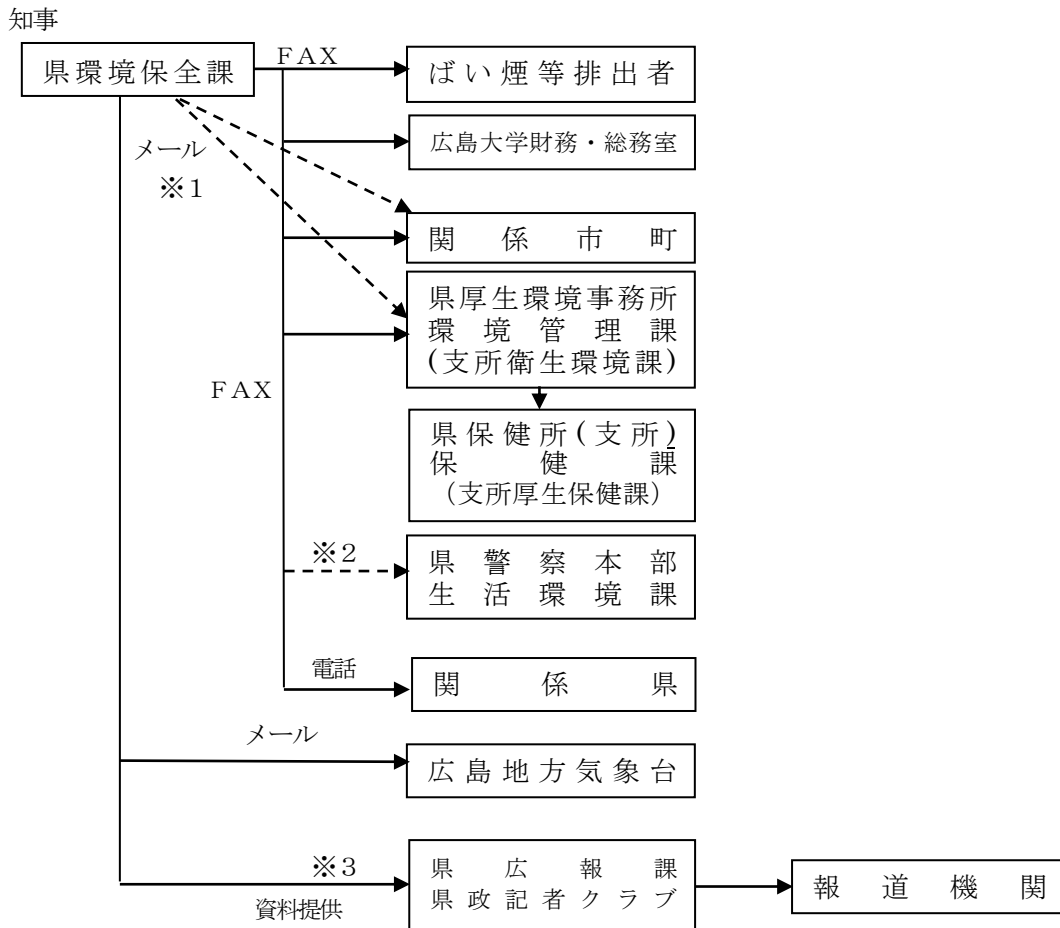 知事
県環境保全課
FAX
ばい煙等排出者
広島大学財務・総務室
メール
※1
関係市町
県厚生環境事務所
環境管理課
(支所衛生環境課)
FAX
県保健所(支所)
保健課
(支所厚生保健課)
※2
県警察本部
生活環境課
電話
関係県
メール
広島地方気象台
※3
資料提供
県広報課
県政記者クラブ
報道機関